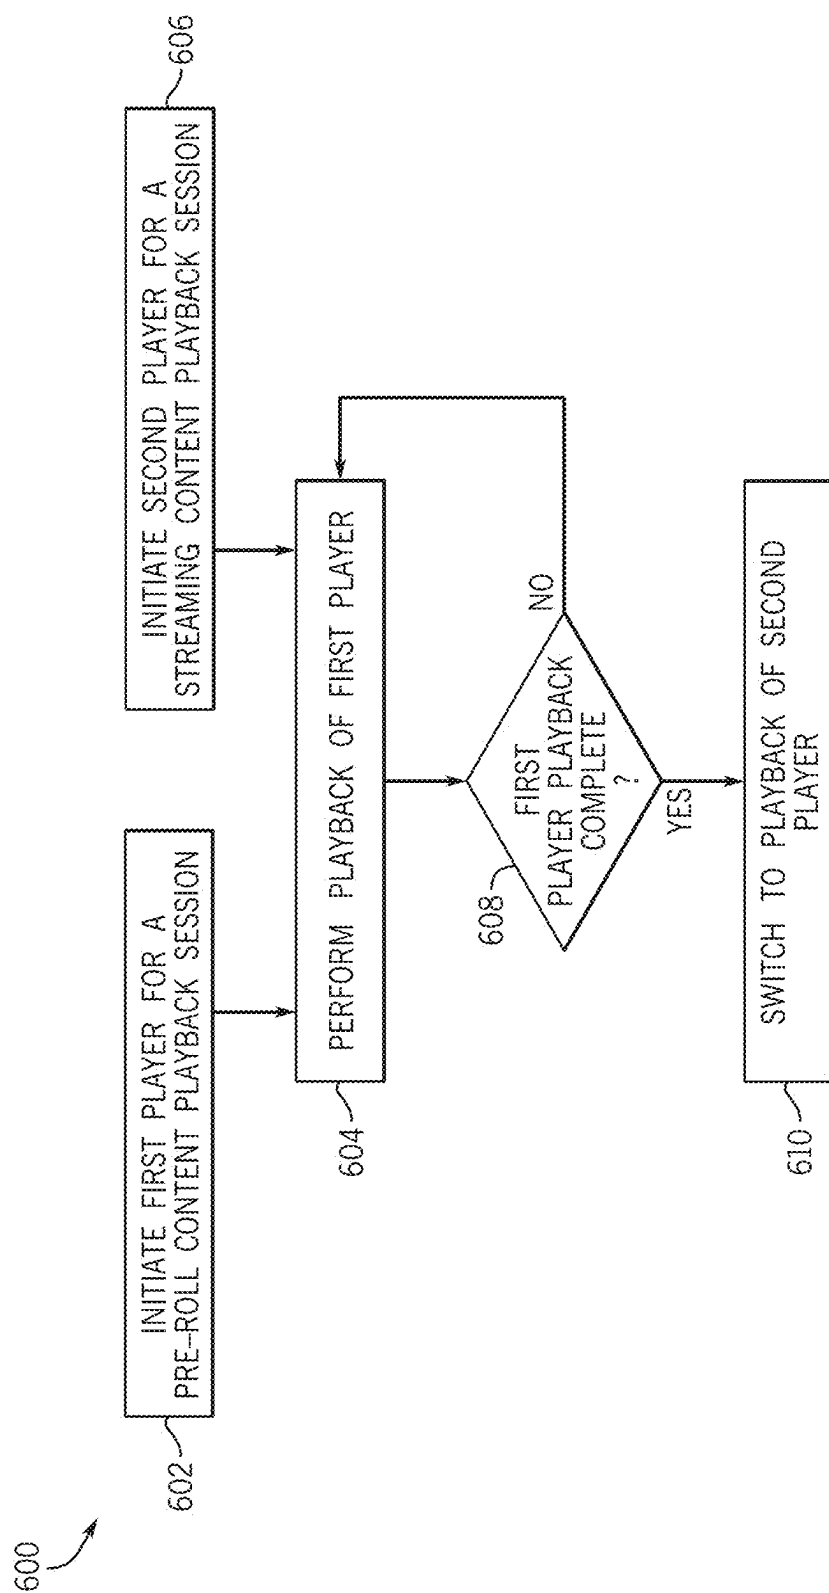 600
602
INITIATE FIRST PLAYER FOR A
PRE-ROLL CONTENT PLAYBACK SESSION
606
INITIATE SECOND PLAYER FOR A
STREAMING CONTENT PLAYBACK SESSION
604
PERFORM PLAYBACK OF FIRST PLAYER
608
FIRST
PLAYER PLAYBACK
COMPLETE
?
NO
YES
610
SWITCH TO PLAYBACK OF SECOND
PLAYER